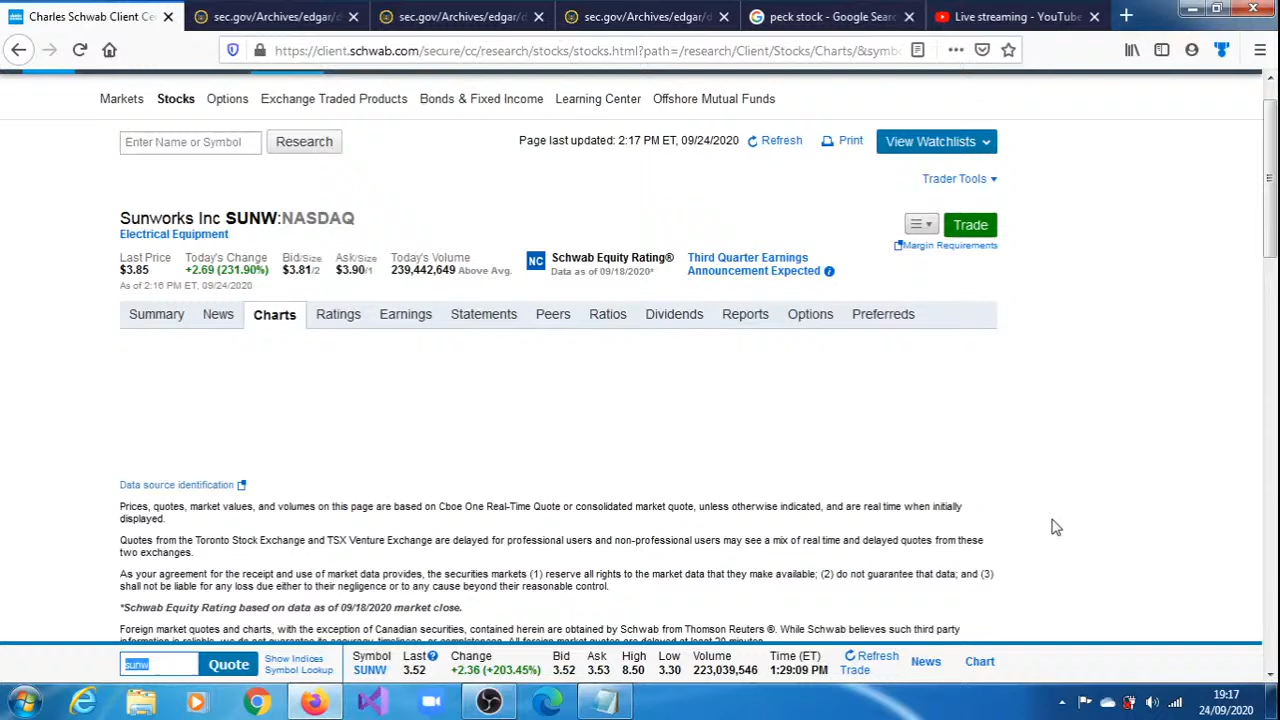 Charles Schwab Client Ce
sec.gov/Archives/edgar/d
sec.gov/Archives/edgar/d
sec.gov/Archives/edgar/d
peck stock - Google Sear
Live streaming - YouTube
https://client.schwab.com/secure/cc/research/stocks/stocks.html?path=/research/Client/Stocks/Charts/&symb
Markets Stocks Options Exchange Traded Products Bonds & Fixed Income Learning Center Offshore Mutual Funds
Enter Name or Symbol Research Page last updated: 2:17 PM ET, 09/24/2020 Refresh Print View Watchlists
Trader Tools
Sunworks Inc SUNW:NASDAQ
Trade
Electrical Equipment
Margin Requirements
Last Price Today's Change Bid/Size Ask/Size Today's Volume Schwab Equity Rating® Third Quarter Earnings
$3.85 +2.69 (231.90%) $3.81/2 $3.90/1 239,442,649 Above Avg. NC Data as of 09/18/2020* Announcement Expected
As of 2:16 PM ET, 09/24/2020
Summary News Charts Ratings Earnings Statements Peers Ratios Dividends Reports Options Preferreds
Data source identification
Prices, quotes, market values, and volumes on this page are based on Cboe One Real-Time Quote or consolidated market quote, unless otherwise indicated, and are real time when initially
displayed.
Quotes from the Toronto Stock Exchange and TSX Venture Exchange are delayed for professional users and non-professional users may see a mix of real time and delayed quotes from these
two exchanges.
As your agreement for the receipt and use of market data provides, the securities markets (1) reserve all rights to the market data that they make available; (2) do not guarantee that data; and (3)
shall not be liable for any loss due either to their negligence or to any cause beyond their reasonable control.
*Schwab Equity Rating based on data as of 09/18/2020 market close.
Foreign market quotes and charts, with the exception of Canadian securities, contained herein are obtained by Schwab from Thomson Reuters ®. While Schwab believes such third party
sunw Quote Show Indices Symbol Last Change Bid Ask High Low Volume Time (ET) Refresh News Chart
Symbol Lookup SUNW 3.52 +2.36 (+203.45%) 3.52 3.53 8.50 3.30 223,039,546 1:29:09 PM Trade
19:17
24/09/2020